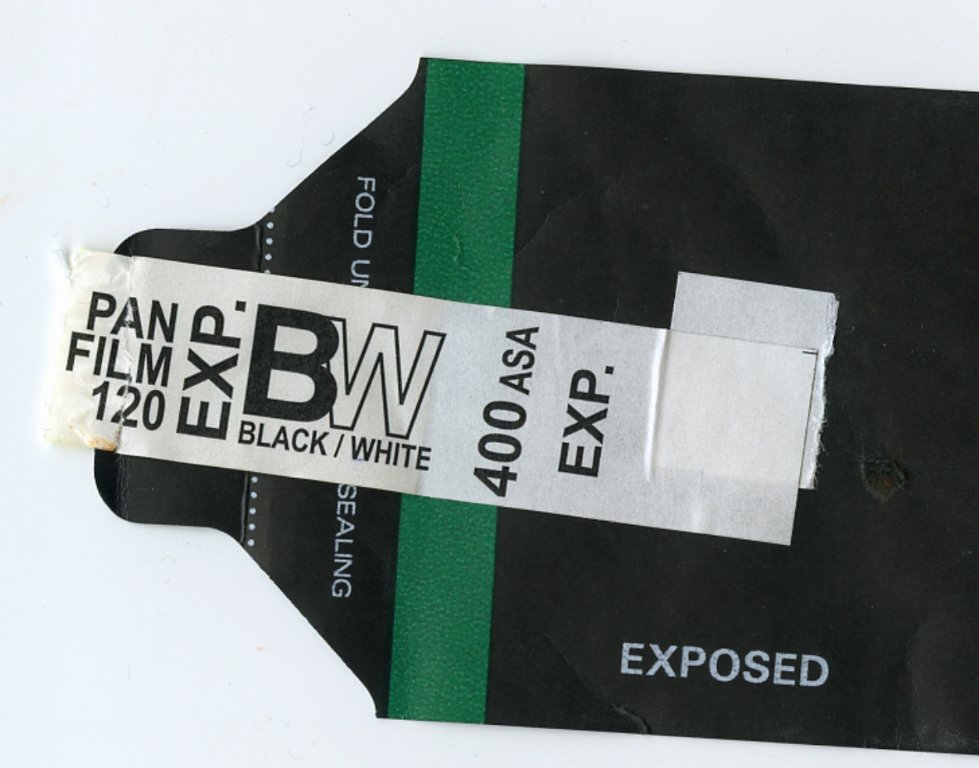 PAN
FILM
120
EXP.
BW
BLACK / WHITE
400 ASA
EXP.
FOLD UN
SEALING
EXPOSED